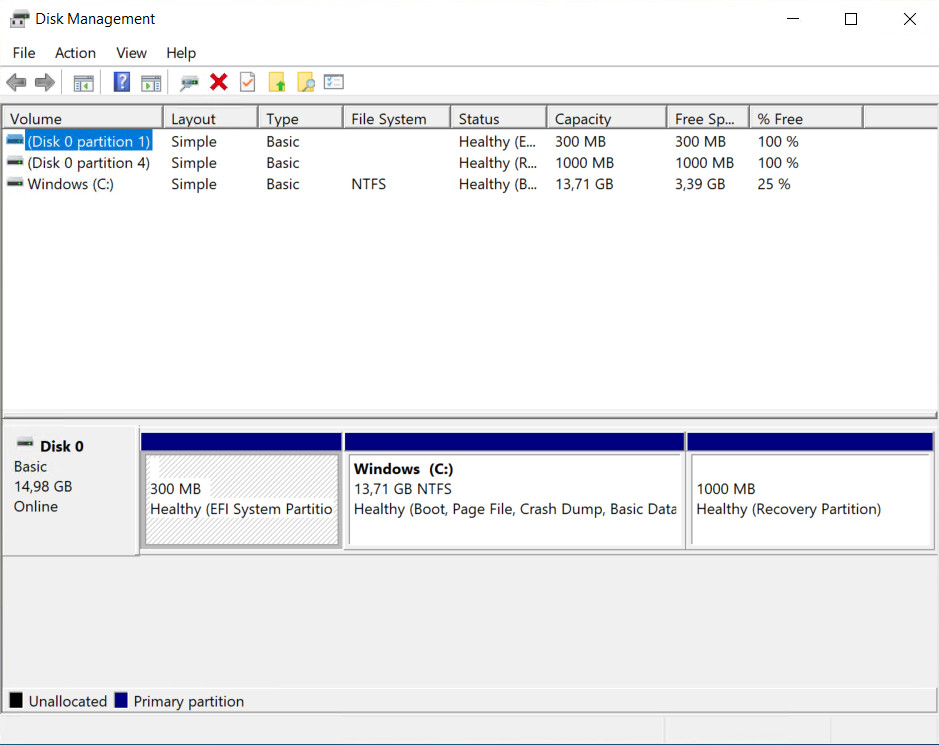 Disk Management
File Action View Help
Volume Layout Type File System Status Capacity Free Sp... % Free
(Disk 0 partition 1) Simple Basic Healthy (E... 300 MB 300 MB 100 %
(Disk 0 partition 4) Simple Basic Healthy (R... 1000 MB 1000 MB 100 %
Windows (C:) Simple Basic NTFS Healthy (B... 13,71 GB 3,39 GB 25 %
Disk 0
Basic
14,98 GB
Online
300 MB
Healthy (EFI System Partitio
Windows (C:)
13,71 GB NTFS
Healthy (Boot, Page File, Crash Dump, Basic Data
1000 MB
Healthy (Recovery Partition)
Unallocated Primary partition